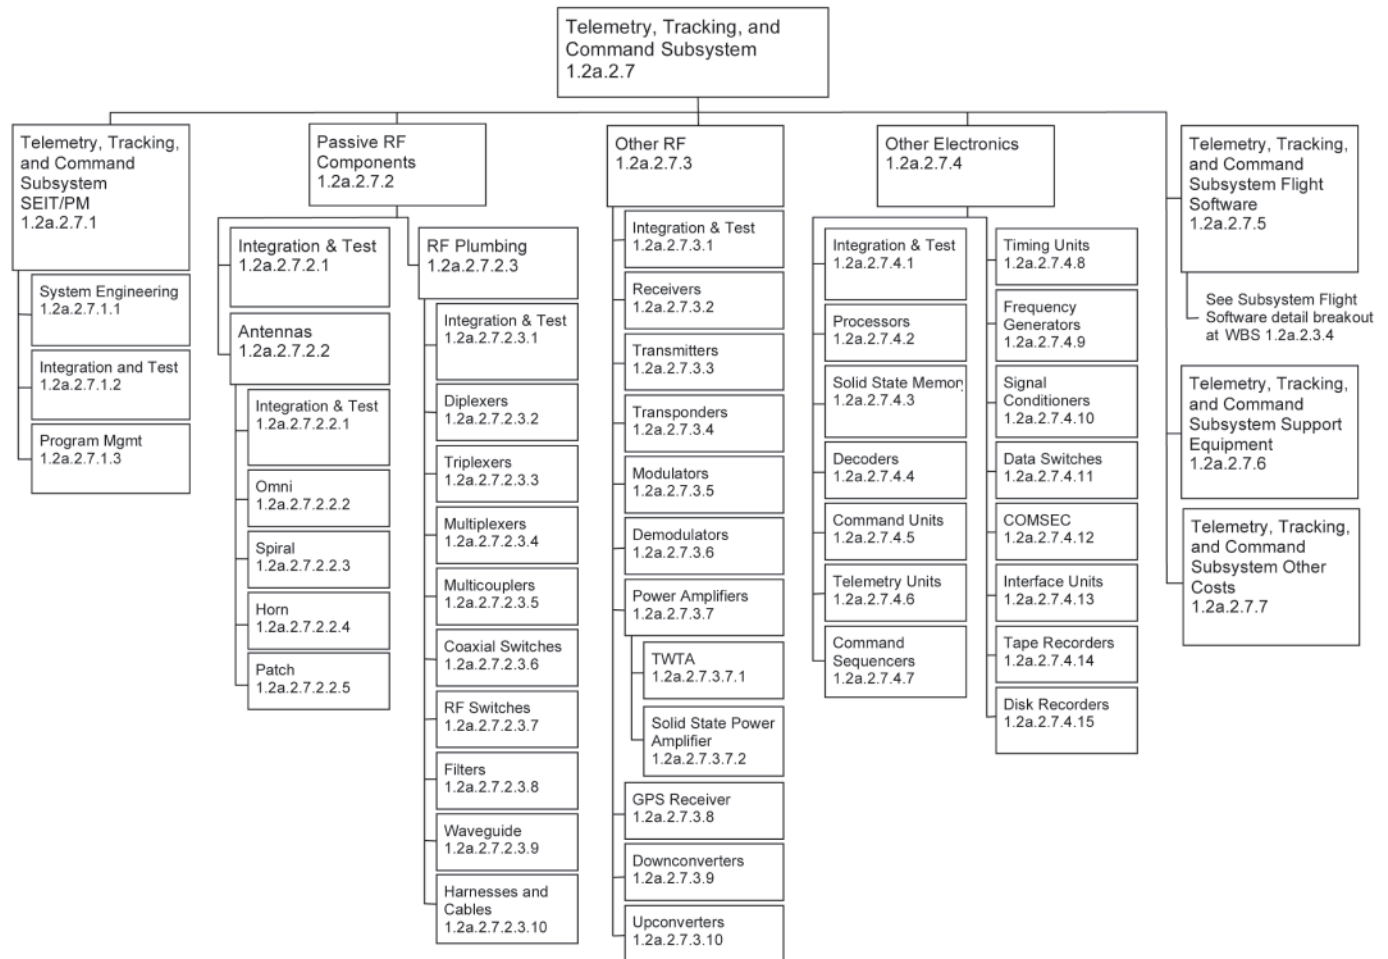 Telemetry, Tracking, and
Command Subsystem
1.2a.2.7
Telemetry, Tracking,
and Command
Subsystem
SEIT/PM
1.2a.2.7.1
System Engineering
1.2a.2.7.1.1
Integration and Test
1.2a.2.7.1.2
Program Mgmt
1.2a.2.7.1.3
Passive RF
Components
1.2a.2.7.2
Integration & Test
1.2a.2.7.2.1
Antennas
1.2a.2.7.2.2
Integration & Test
1.2a.2.7.2.2.1
Omni
1.2a.2.7.2.2.2
Spiral
1.2a.2.7.2.2.3
Horn
1.2a.2.7.2.2.4
Patch
1.2a.2.7.2.2.5
RF Plumbing
1.2a.2.7.2.3
Integration & Test
1.2a.2.7.2.3.1
Diplexers
1.2a.2.7.2.3.2
Triplexers
1.2a.2.7.2.3.3
Multiplexers
1.2a.2.7.2.3.4
Multicouplers
1.2a.2.7.2.3.5
Coaxial Switches
1.2a.2.7.2.3.6
RF Switches
1.2a.2.7.2.3.7
Filters
1.2a.2.7.2.3.8
Waveguide
1.2a.2.7.2.3.9
Harnesses and
Cables
1.2a.2.7.2.3.10
Other RF
1.2a.2.7.3
Integration & Test
1.2a.2.7.3.1
Receivers
1.2a.2.7.3.2
Transmitters
1.2a.2.7.3.3
Transponders
1.2a.2.7.3.4
Modulators
1.2a.2.7.3.5
Demodulators
1.2a.2.7.3.6
Power Amplifiers
1.2a.2.7.3.7
TWTA
1.2a.2.7.3.7.1
Solid State Power
Amplifier
1.2a.2.7.3.7.2
GPS Receiver
1.2a.2.7.3.8
Downconverters
1.2a.2.7.3.9
Upconverters
1.2a.2.7.3.10
Other Electronics
1.2a.2.7.4
Integration & Test
1.2a.2.7.4.1
Processors
1.2a.2.7.4.2
Solid State Memory
1.2a.2.7.4.3
Decoders
1.2a.2.7.4.4
Command Units
1.2a.2.7.4.5
Telemetry Units
1.2a.2.7.4.6
Command
Sequencers
1.2a.2.7.4.7
Timing Units
1.2a.2.7.4.8
Frequency
Generators
1.2a.2.7.4.9
Signal
Conditioners
1.2a.2.7.4.10
Data Switches
1.2a.2.7.4.11
COMSEC
1.2a.2.7.4.12
Interface Units
1.2a.2.7.4.13
Tape Recorders
1.2a.2.7.4.14
Disk Recorders
1.2a.2.7.4.15
Telemetry, Tracking,
and Command
Subsystem Flight
Software
1.2a.2.7.5
See Subsystem Flight
Software detail breakout
at WBS 1.2a.2.3.4
Telemetry, Tracking,
and Command
Subsystem Support
Equipment
1.2a.2.7.6
Telemetry, Tracking,
and Command
Subsystem Other
Costs
1.2a.2.7.7